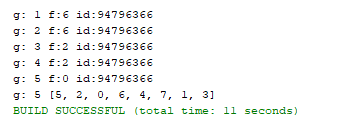 g: 1 f:6 id:94796366
g: 2 f:6 id:94796366
g: 3 f:2 id:94796366
g: 4 f:2 id:94796366
g: 5 f:0 id:94796366
g: 5 [5, 2, 0, 6, 4, 7, 1, 3]
BUILD SUCCESSFUL (total time: 11 seconds)